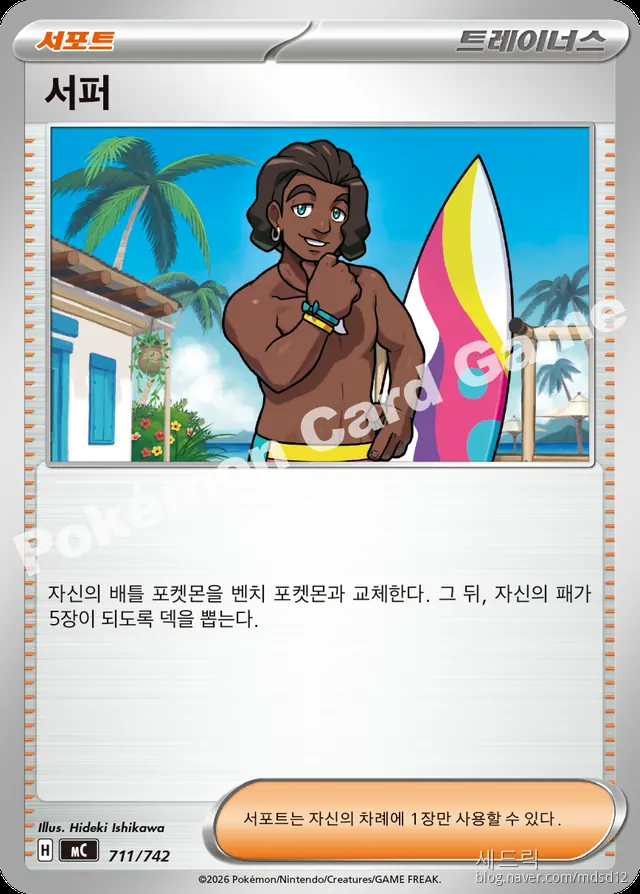 서포트
트레이너스
서퍼
Pokémon Card Game
자신의 배틀 포켓몬을 벤치 포켓몬과 교체한다. 그 뒤, 자신의 패가
5장이 되도록 덱을 뽑는다.
서포트는 자신의 차례에 1장만 사용할 수 있다.
Illus. Hideki Ishikawa
H MC 711/742
©2026 Pokémon/Nintendo/Creatures/GAME FREAK.
세드릭
blog.naver.com/mdsd12